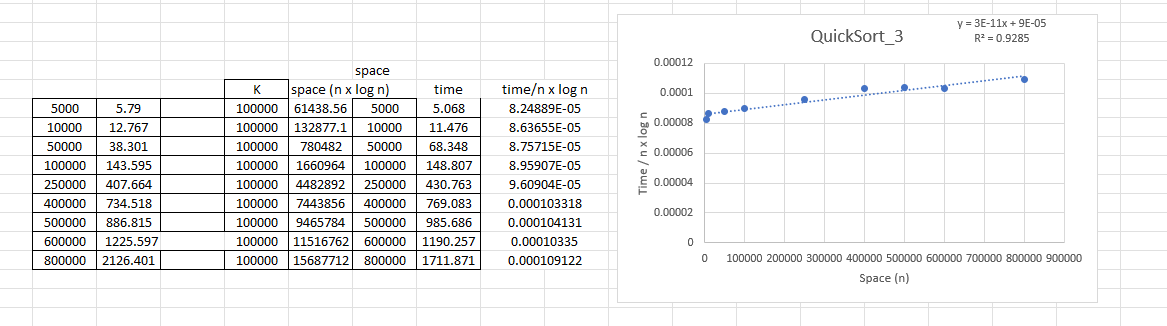 space
K space (n x log n) time time/n x log n
5000 5.79 100000 61438.56 5000 5.068 8.24889E-05
10000 12.767 100000 132877.1 10000 11.476 8.63655E-05
50000 38.301 100000 780482 50000 68.348 8.75715E-05
100000 143.595 100000 1660964 100000 148.807 8.95907E-05
250000 407.664 100000 4482892 250000 430.763 9.60904E-05
400000 734.518 100000 7443856 400000 769.083 0.000103318
500000 886.815 100000 9465784 500000 985.686 0.000104131
600000 1225.597 100000 11516762 600000 1190.257 0.00010335
800000 2126.401 100000 15687712 800000 1711.871 0.000109122
QuickSort_3
y = 3E-11x + 9E-05
R² = 0.9285
Time / n x log n
0.00012
0.0001
0.00008
0.00006
0.00004
0.00002
0
0 100000 200000 300000 400000 500000 600000 700000 800000 900000
Space (n)